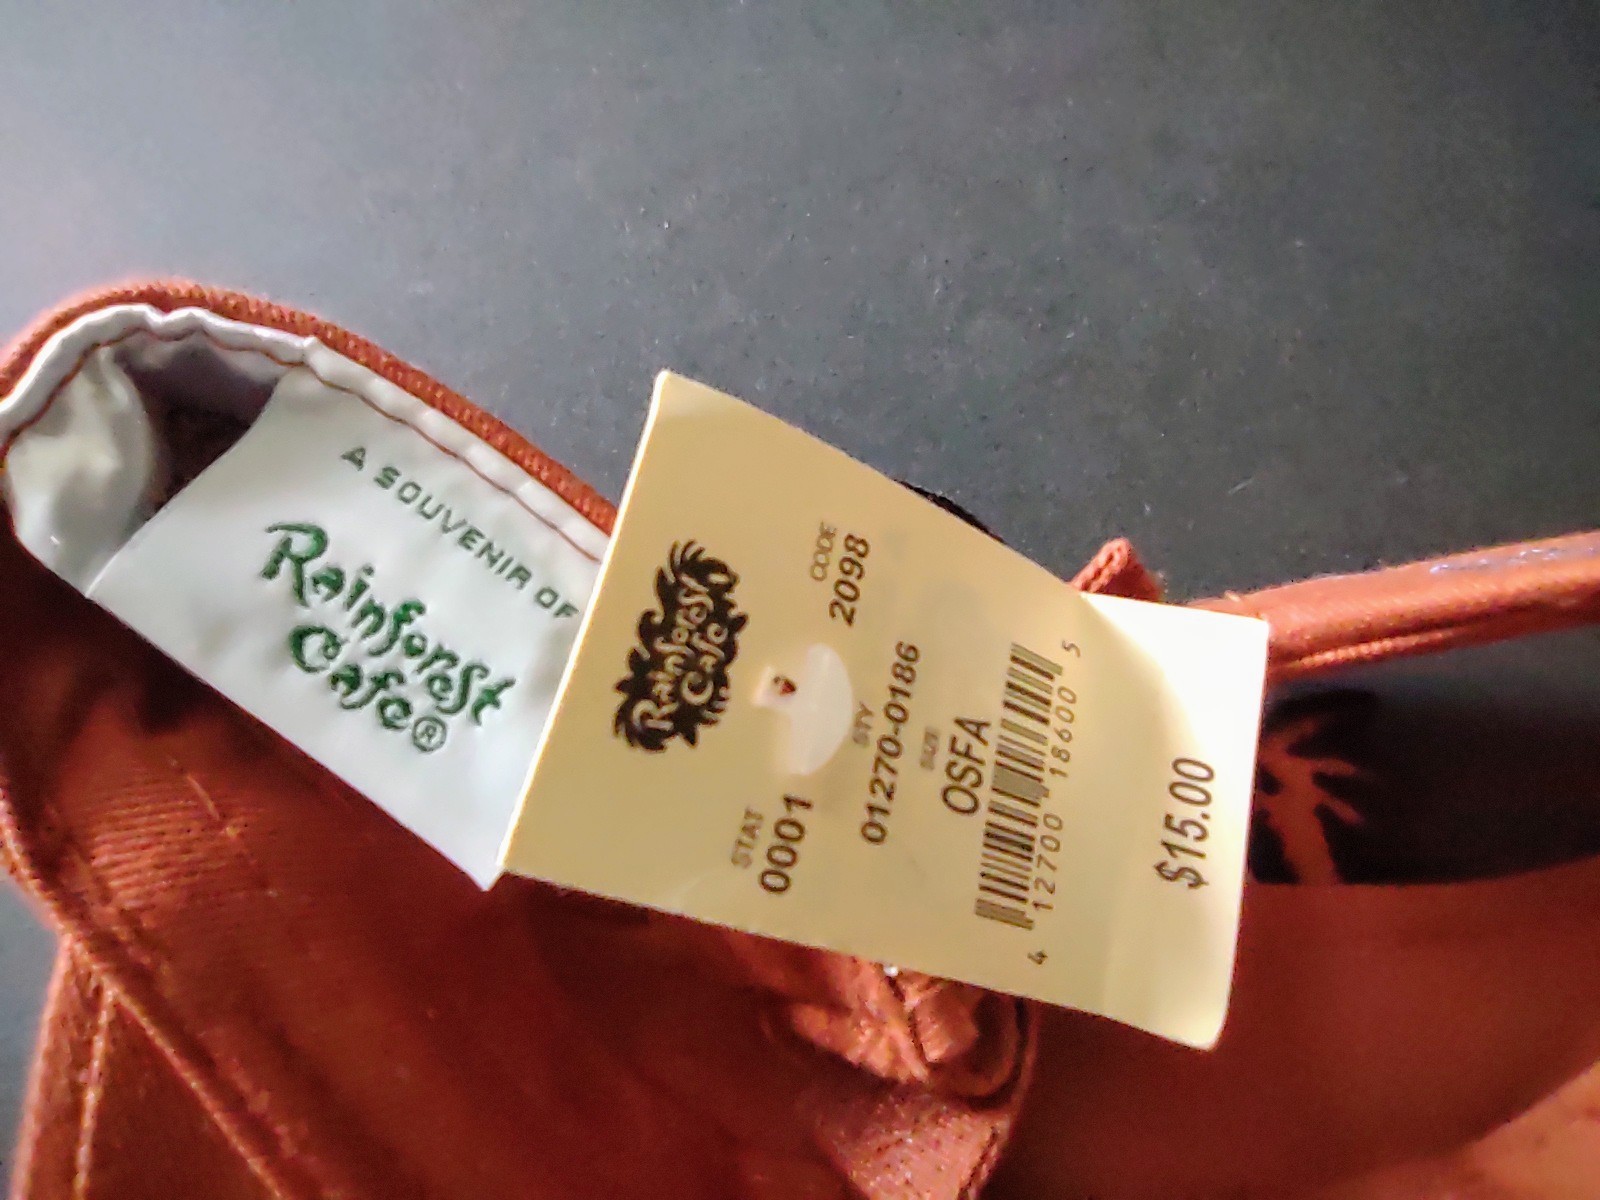 A SOUVENIR OF
Rainforest
Cafe®
Rainforest
Cafe
STAT CODE
0001 2098
STY
01270-0186
SIZE
OSFA
4 12700 18600 5
$15.00